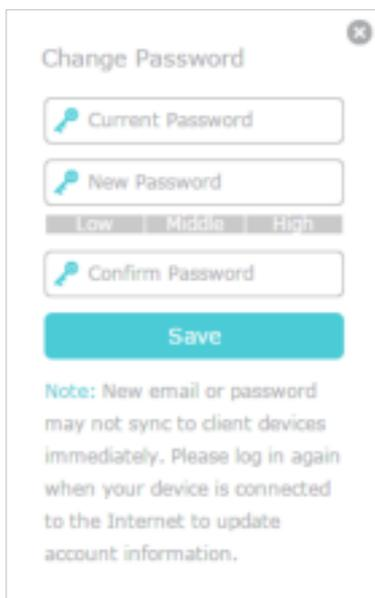 Change Password
Current Password
New Password
Low Middle High
Confirm Password
Save
Note: New email or password
may not sync to client devices
immediately. Please log in again
when your device is connected
to the Internet to update
account information.